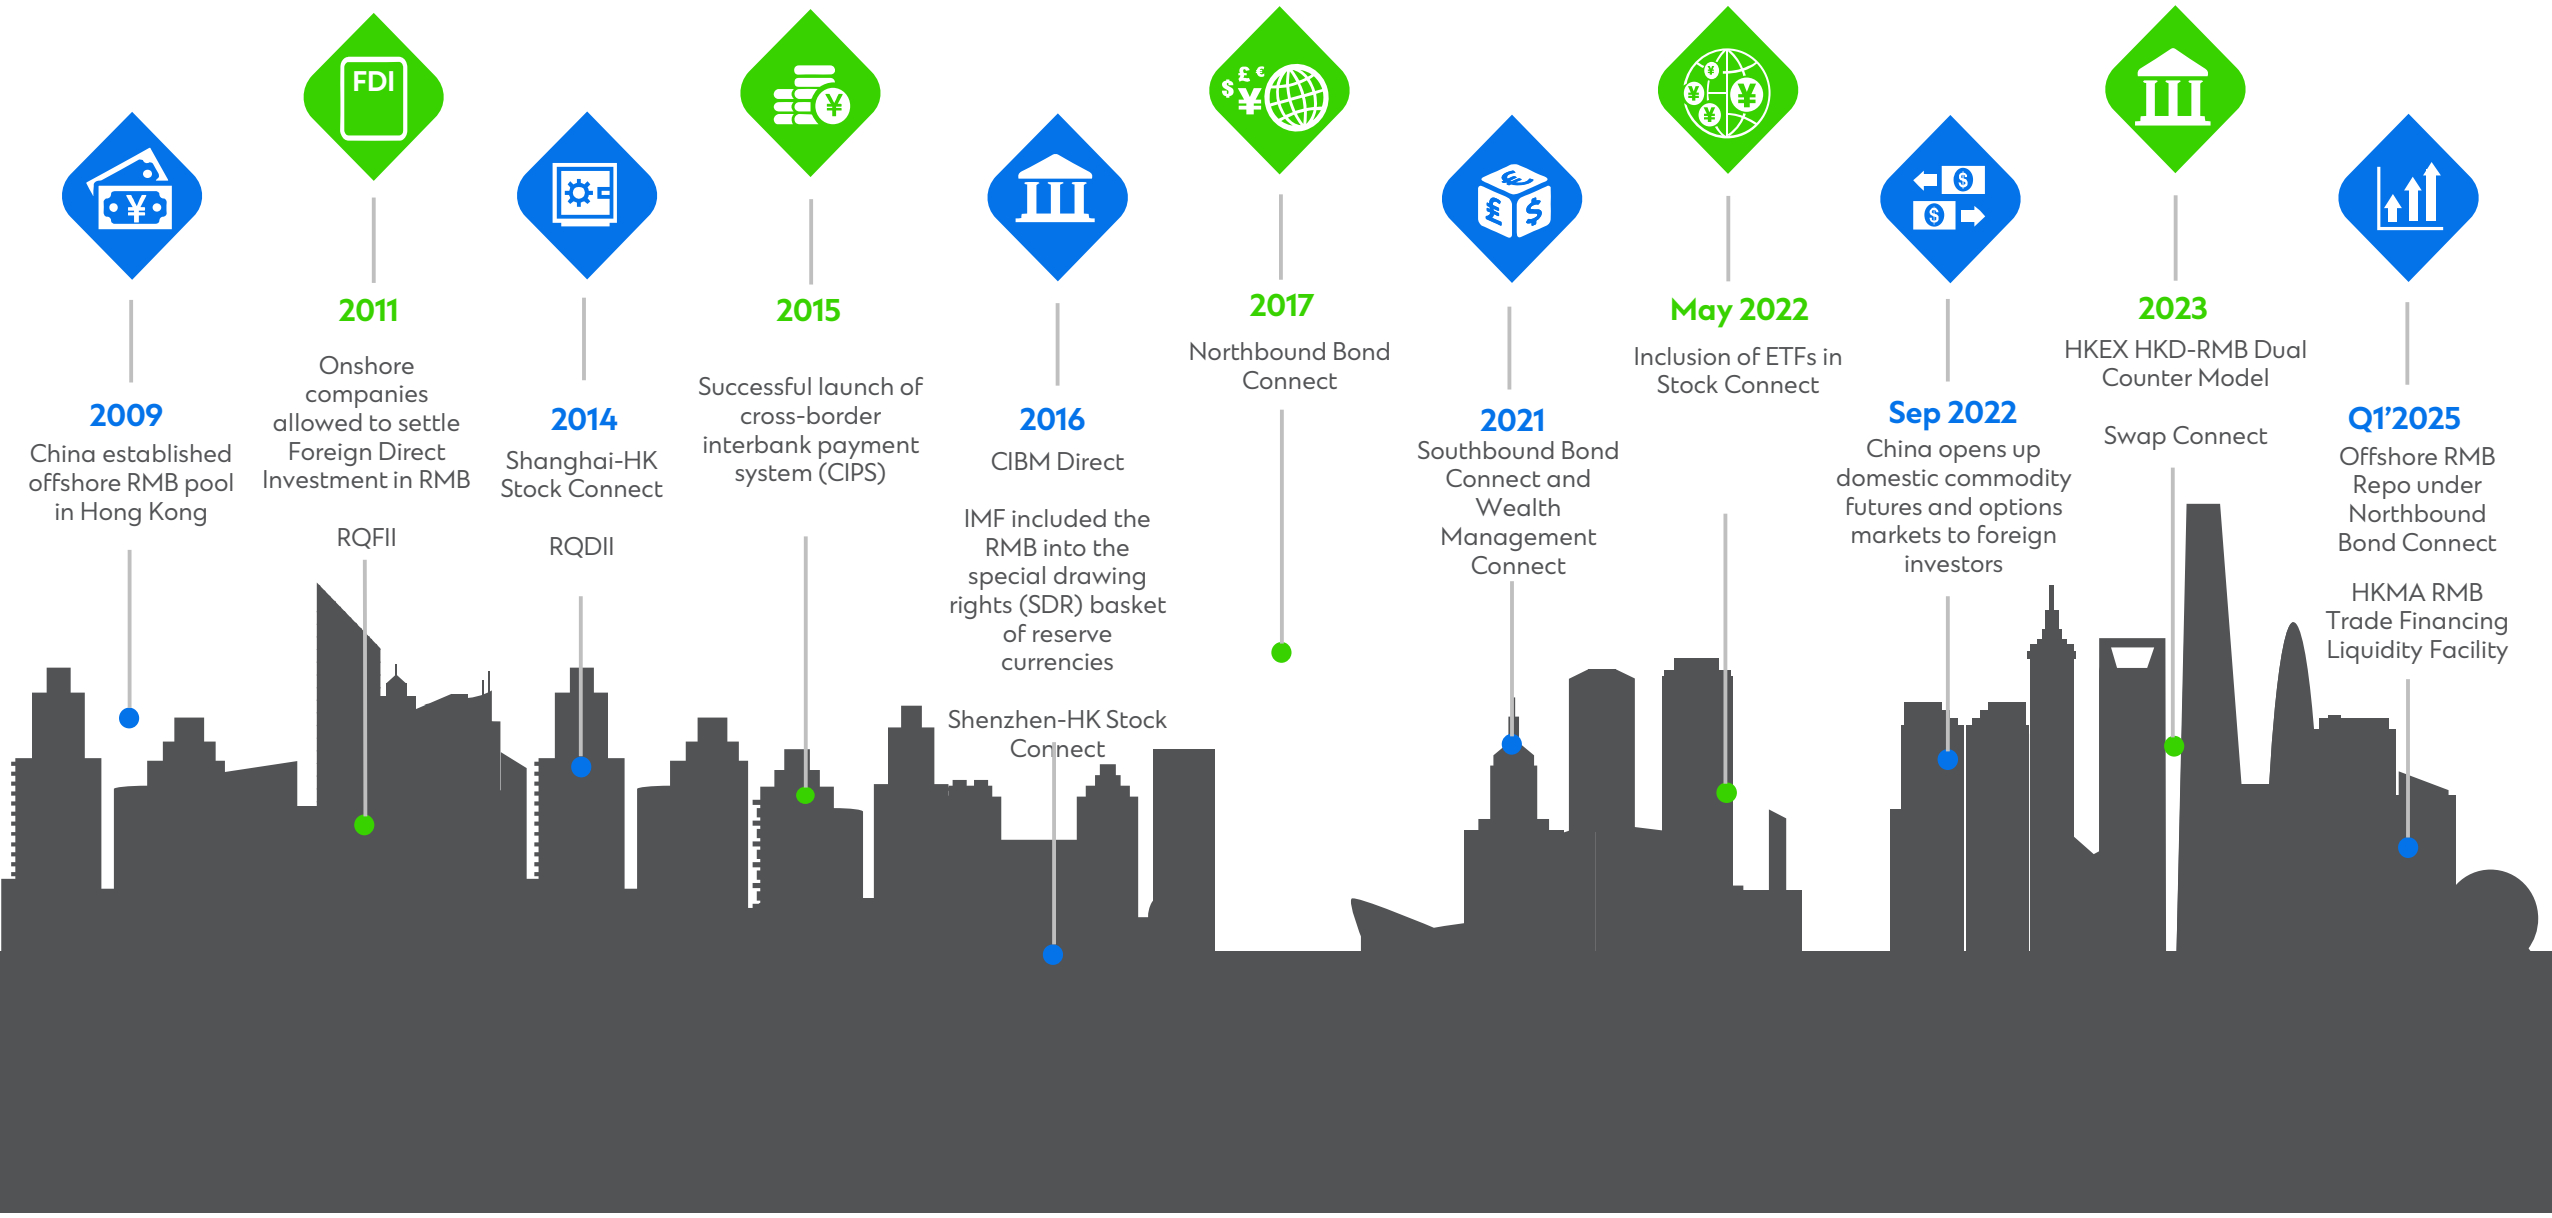 2009
China established
offshore RMB pool
in Hong Kong
FDI
2011
Onshore
companies
allowed to settle
Foreign Direct
Investment in RMB
RQFII
2014
Shanghai-HK
Stock Connect
RQDII
2015
Successful launch of
cross-border
interbank payment
system (CIPS)
2016
CIBM Direct
IMF included the
RMB into the
special drawing
rights (SDR) basket
of reserve
currencies
Shenzhen-HK Stock
Connect
2017
Northbound Bond
Connect
2021
Southbound Bond
Connect and
Wealth
Management
Connect
May 2022
Inclusion of ETFs in
Stock Connect
Sep 2022
China opens up
domestic commodity
futures and options
markets to foreign
investors
2023
HKEX HKD-RMB Dual
Counter Model
Swap Connect
Q1’2025
Offshore RMB
Repo under
Northbound
Bond Connect
HKMA RMB
Trade Financing
Liquidity Facility